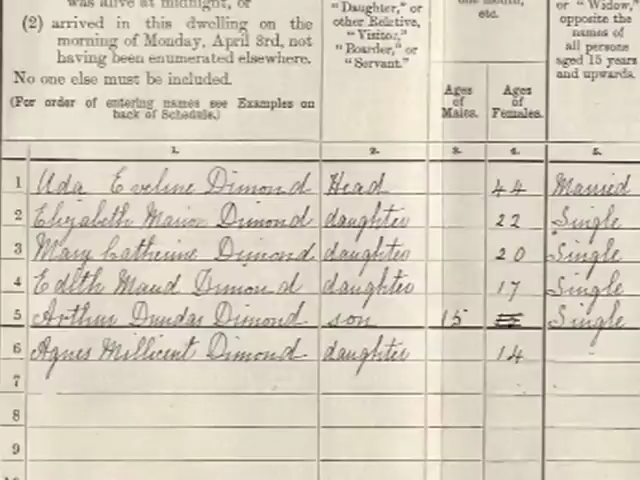 was alive at midnight, or
(2) arrived in this dwelling on the
morning of Monday, April 3rd, not
having been enumerated elsewhere.
No one else must be included.
(For order of entering names see Examples on
back of Schedule.)
"Daughter," or
other Relative,
"Visitor,"
"Boarder," or
"Servant."
one month,
etc.
Ages
of
Males.
Ages
of
Females.
or "Widow,"
opposite the
names of
all persons
aged 15 years
and upwards.
1. 2. 3. 4. 5.
1 Uda Eveline Dimond Head 44 Married
2 Elizabeth Marion Dimond daughter 22 Single
3 Mary Catherine Dimond daughter 20 Single
4 Edith Maud Dimond daughter 17 Single
5 Arthur Dundas Dimond son 15 Single
6 Agnes Millicent Dimond daughter 14
7
8
9